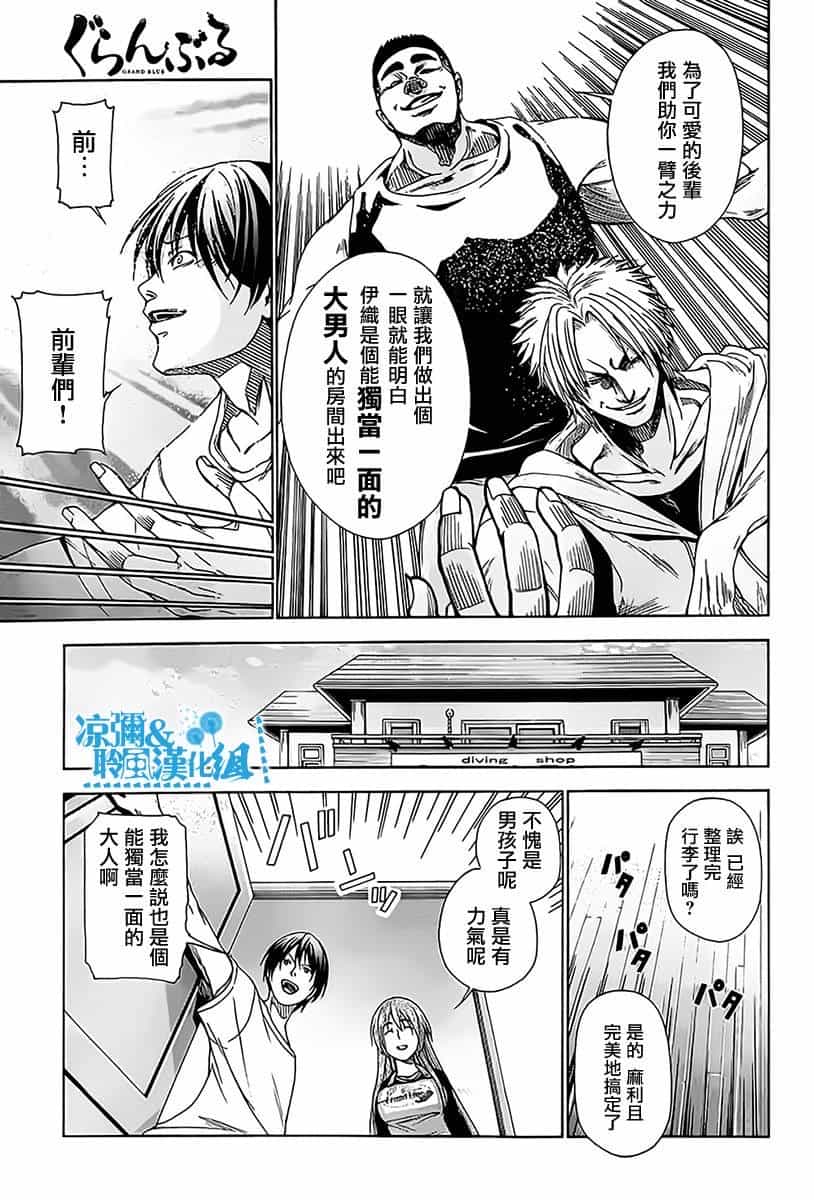 為了可愛的後輩
我們助你一臂之力
就讓我們做出個
一眼就能明白
伊織是個能獨當一面的
大男人的房間出來吧
ぐらんぶる
GRAND BLUE
前…
前輩們！
diving shop
凉彌&
聆風漢化組
誒 已經
整理完
行李了嗎？
パタ
パタ
パタ
是的 麻利且
完美地搞定了
不愧是
男孩子呢
真是有
力氣呢
我怎麼說也是個
能獨當一面的
大人啊